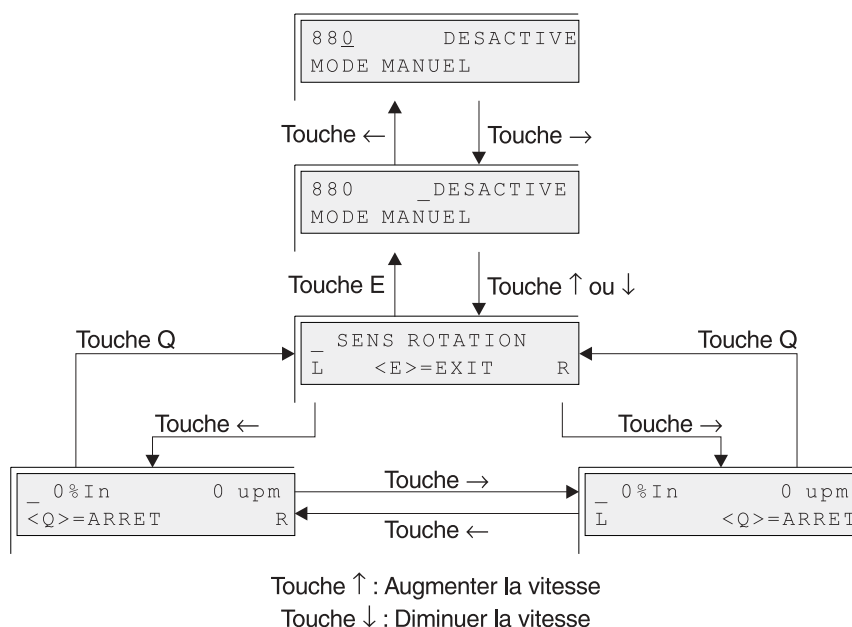 880 DESACTIVE
MODE MANUEL
Touche ←
Touche →
880 _DESACTIVE
MODE MANUEL
Touche E
Touche ↑ ou ↓
Touche Q
_ SENS ROTATION
L <E>=EXIT R
Touche Q
Touche ←
Touche →
_ 0%In 0 upm
<Q>=ARRET R
Touche →
Touche ←
_ 0%In 0 upm
L <Q>=ARRET
Touche ↑ : Augmenter la vitesse
Touche ↓ : Diminuer la vitesse